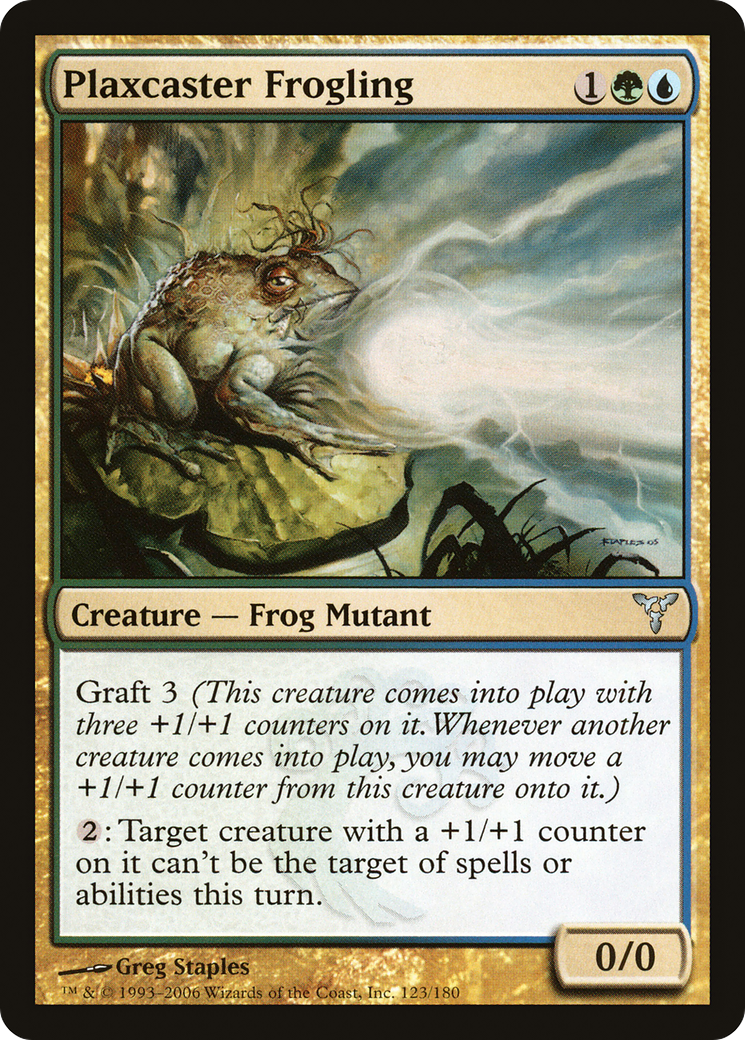 Plaxcaster Frogling 1
Creature — Frog Mutant
Graft 3 (This creature comes into play with
three +1/+1 counters on it. Whenever another
creature comes into play, you may move a
+1/+1 counter from this creature onto it.)
2: Target creature with a +1/+1 counter
on it can't be the target of spells or
abilities this turn.
0/0
Greg Staples
™ & © 1993–2006 Wizards of the Coast, Inc. 123/180